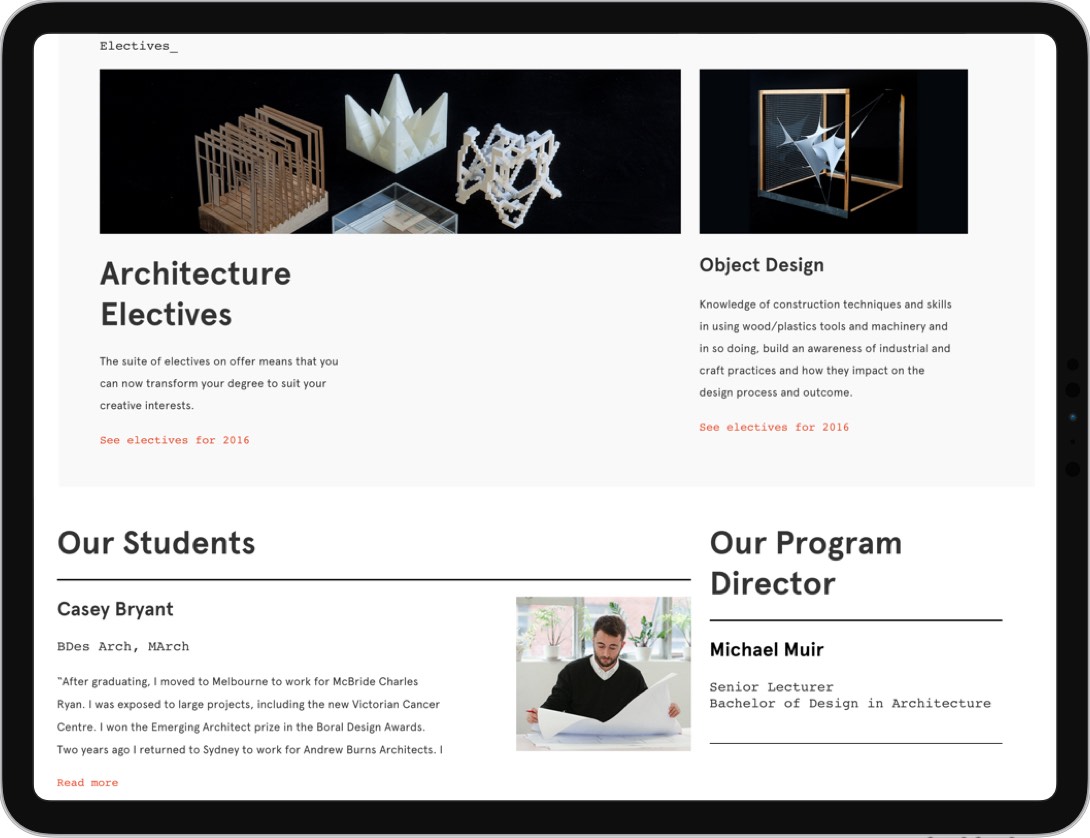 Electives_
Architecture
Electives
The suite of electives on offer means that you
can now transform your degree to suit your
creative interests.
See electives for 2016
Object Design
Knowledge of construction techniques and skills
in using wood/plastics tools and machinery and
in so doing, build an awareness of industrial and
craft practices and how they impact on the
design process and outcome.
See electives for 2016
Our Students
Casey Bryant
BDes Arch, MArch
"After graduating, I moved to Melbourne to work for McBride Charles
Ryan. I was exposed to large projects, including the new Victorian Cancer
Centre. I won the Emerging Architect prize in the Boral Design Awards.
Two years ago I returned to Sydney to work for Andrew Burns Architects. I
Read more
Our Program
Director
Michael Muir
Senior Lecturer
Bachelor of Design in Architecture